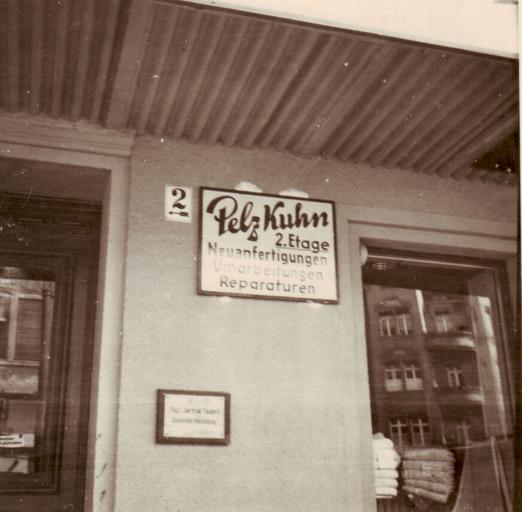 2
Pelz Kuhn
2. Etage
Neuanfertigungen
Umarbeitungen
Reparaturen